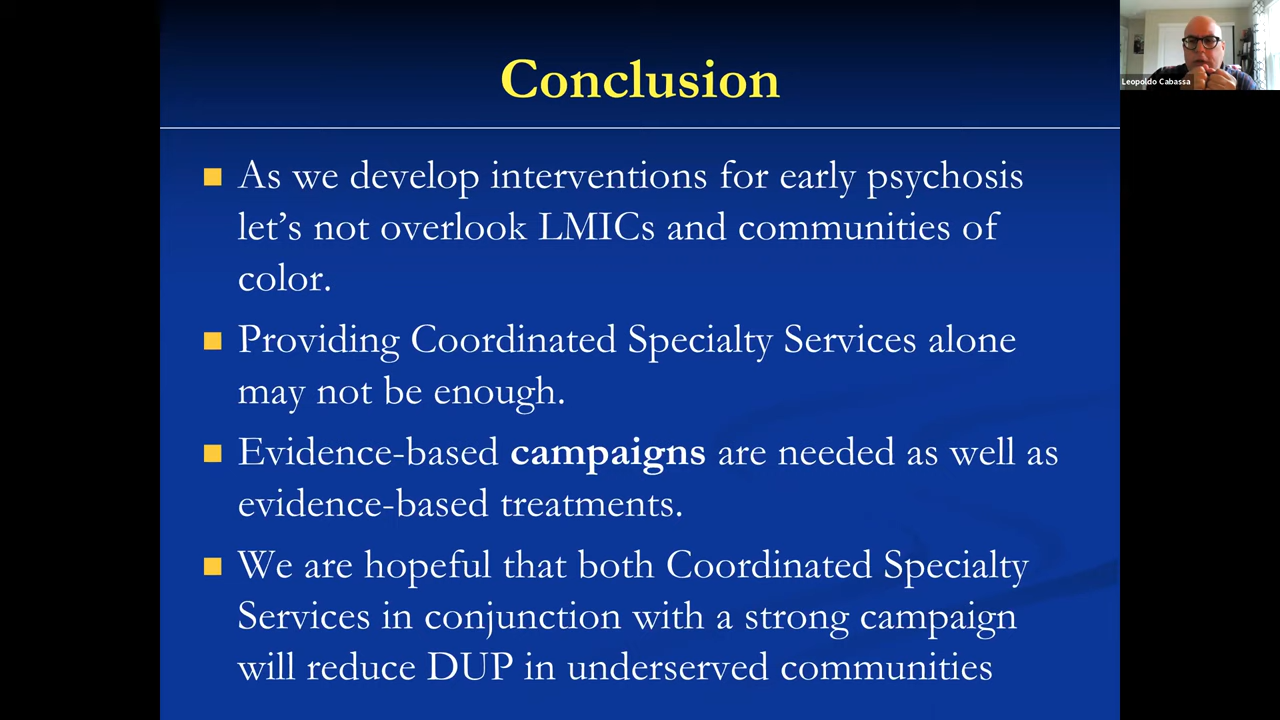 Conclusion
As we develop interventions for early psychosis
let's not overlook LMICs and communities of
color.
Providing Coordinated Specialty Services alone
may not be enough.
Evidence-based campaigns are needed as well as
evidence-based treatments.
We are hopeful that both Coordinated Specialty
Services in conjunction with a strong campaign
will reduce DUP in underserved communities
Leopoldo Cabassa